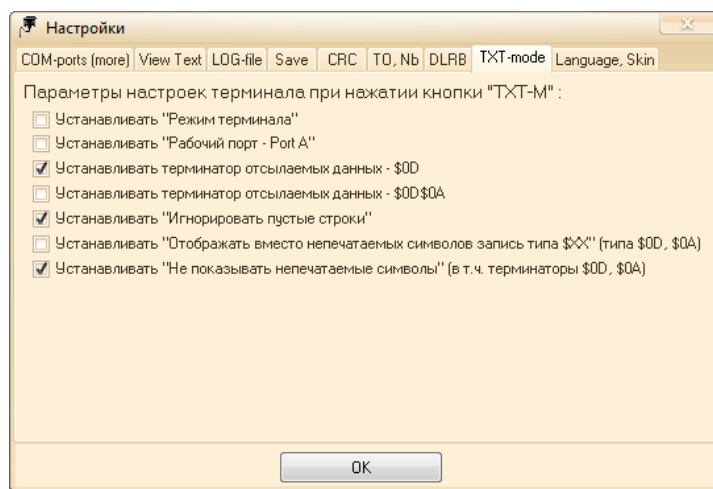 Настройки
COM-ports (more) View Text LOG-file Save CRC TO, Nb DLRB TXT-mode Language, Skin
Параметры настроек терминала при нажатии кнопки "TXT-M" :
Устанавливать "Режим терминала"
Устанавливать "Рабочий порт - Port A"
Устанавливать терминатор отсылаемых данных - $0D
Устанавливать терминатор отсылаемых данных - $0D$0A
Устанавливать "Игнорировать пустые строки"
Устанавливать "Отображать вместо непечатаемых символов запись типа $XX" (типа $0D, $0A)
Устанавливать "Не показывать непечатаемые символы" (в т.ч. терминаторы $0D, $0A)
OK